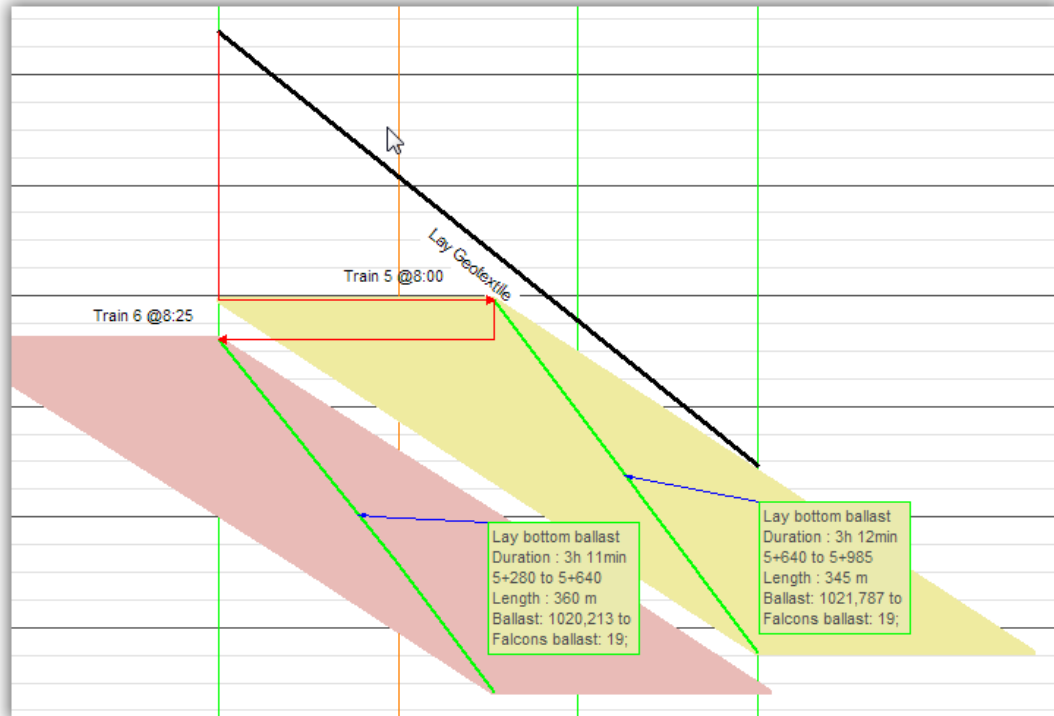 Lay Geotextile
Train 5 @8:00
Train 6 @8:25
Lay bottom ballast
Duration : 3h 12min
5+640 to 5+985
Length : 345 m
Ballast: 1021,787 to
Falcons ballast: 19;
Lay bottom ballast
Duration : 3h 11min
5+280 to 5+640
Length : 360 m
Ballast: 1020,213 to
Falcons ballast: 19;